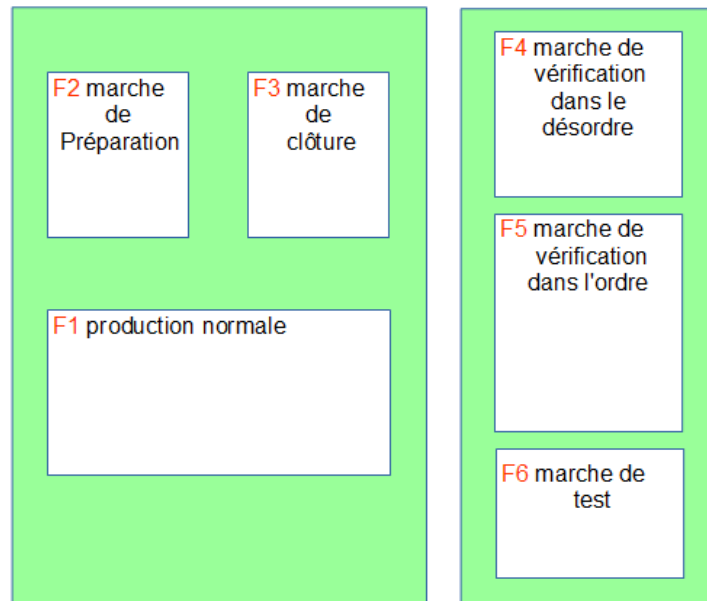 F2 marche
de
Préparation
F3 marche
de
clôture
F1 production normale
F4 marche de
vérification
dans le
désordre
F5 marche de
vérification
dans l'ordre
F6 marche de
test